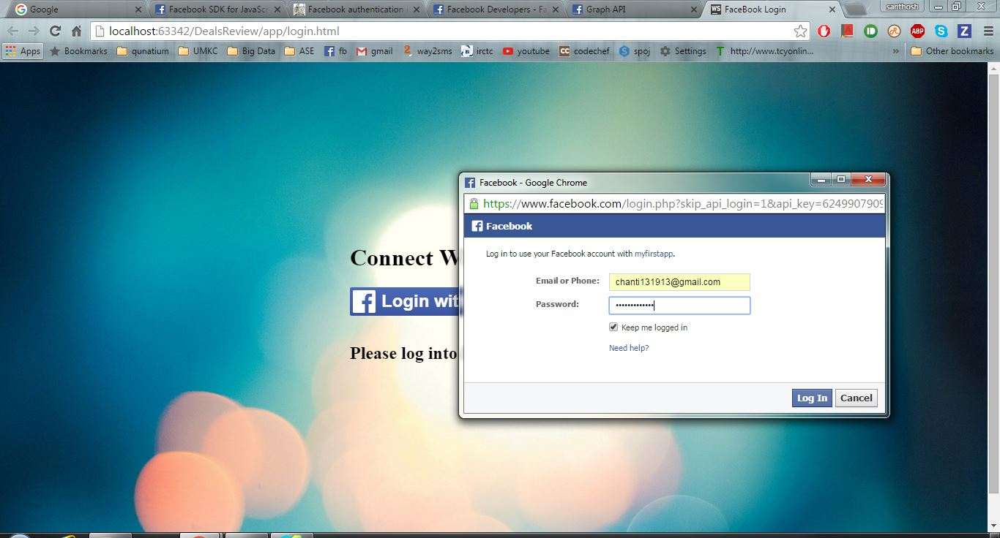 Google
Facebook SDK for JavaScr
Facebook authentication
Facebook Developers - Fa
Graph API
WS FaceBook Login
santhosh
localhost:63342/DealsReview/app/login.html
ABP
Apps
Bookmarks
qunatium
UMKC
Big Data
ASE
fb
gmail
way2sms
irctc
youtube
codechef
spoj
Settings
http://www.tcyonlin...
»
Other bookmarks
Facebook - Google Chrome
https://www.facebook.com/login.php?skip_api_login=1&api_key=6249907909
Facebook
Log in to use your Facebook account with myfirstapp.
Email or Phone: chanti131913@gmail.com
Password: •••••••••••••
Keep me logged in
Need help?
Log In Cancel
Connect W
Login wit
Please log into